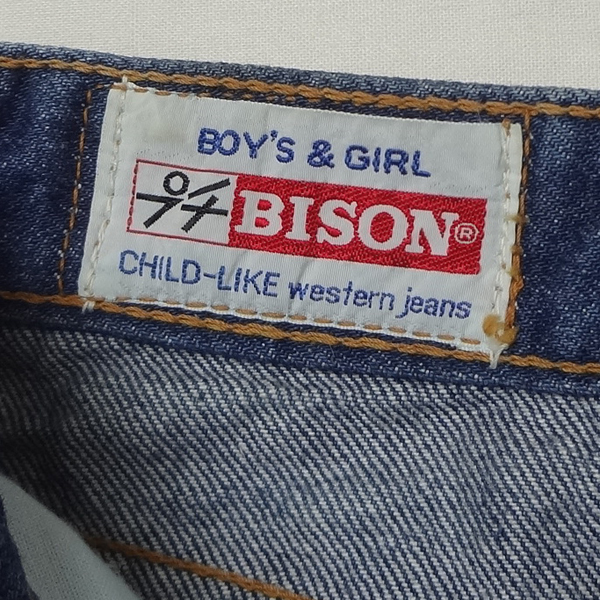 BOY'S & GIRL
BISON®
CHILD-LIKE western jeans